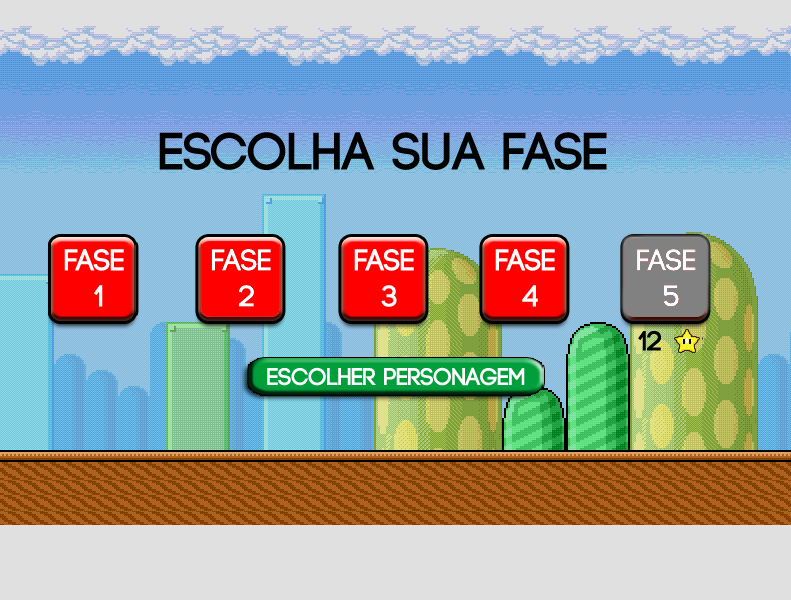 ESCOLHA SUA FASE
FASE
1
FASE
2
FASE
3
FASE
4
FASE
5
12
ESCOLHER PERSONAGEM